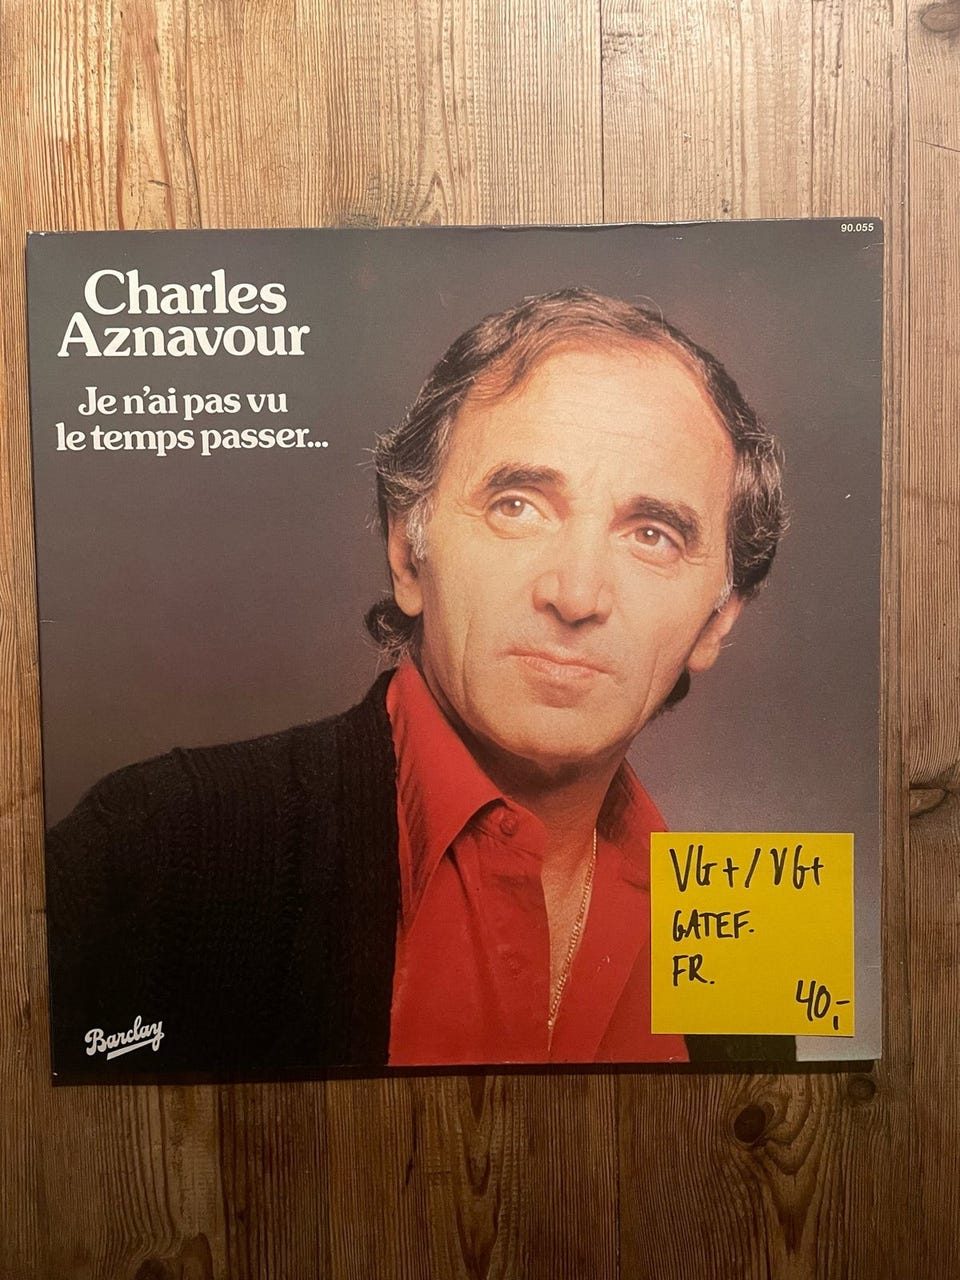 90.055
Charles
Aznavour
Je n'ai pas vu
le temps passer...
VG+/VG+
GATEF.
FR.
40,-
Barclay